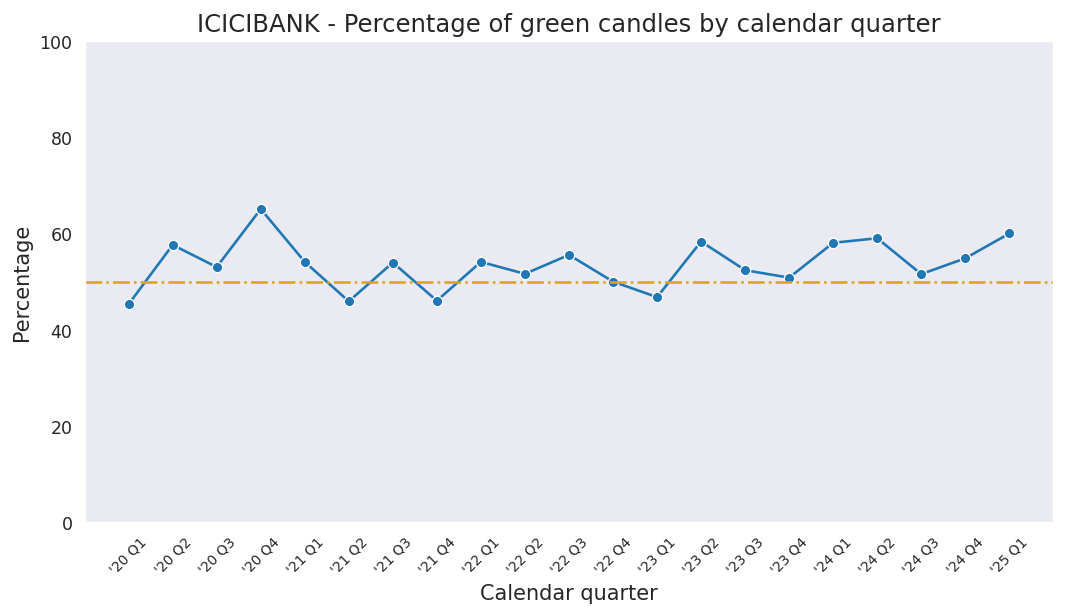 ICICIBANK - Percentage of green candles by calendar quarter
100
80
60
40
20
0
Percentage
'20 Q1
'20 Q2
'20 Q3
'20 Q4
'21 Q1
'21 Q2
'21 Q3
'21 Q4
'22 Q1
'22 Q2
'22 Q3
'22 Q4
'23 Q1
'23 Q2
'23 Q3
'23 Q4
'24 Q1
'24 Q2
'24 Q3
'24 Q4
'25 Q1
Calendar quarter